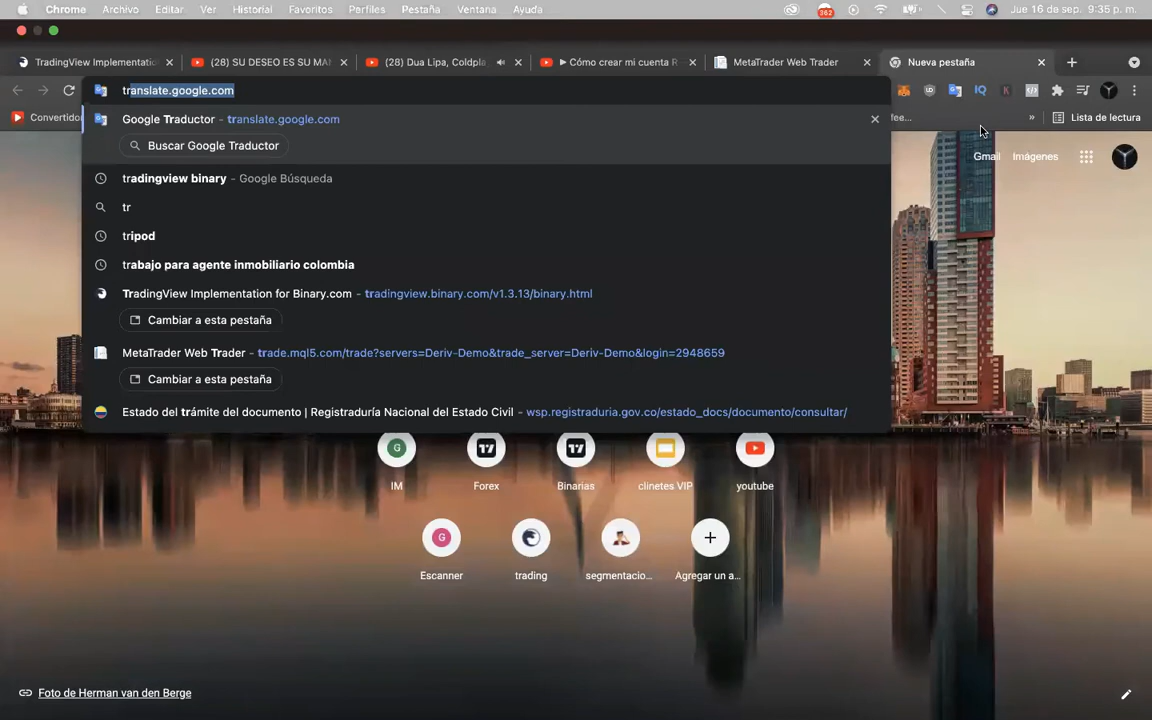 Chrome Archivo Editar Ver Historial Favoritos Perfiles Pestaña Ventana Ayuda 362 Jue 16 de sep. 9:35 p. m.
TradingView Implementatio (28) SU DESEO ES SU MAN (28) Dua Lipa, Coldpla ▶ Cómo crear mi cuenta R MetaTrader Web Trader Nueva pestaña
translate.google.com
Convertido fee... » Lista de lectura
Google Traductor - translate.google.com
Buscar Google Traductor
Gmail Imágenes
tradingview binary - Google Búsqueda
tr
tripod
trabajo para agente inmobiliario colombia
TradingView Implementation for Binary.com - tradingview.binary.com/v1.3.13/binary.html
Cambiar a esta pestaña
MetaTrader Web Trader - trade.mql5.com/trade?servers=Deriv-Demo&trade_server=Deriv-Demo&login=2948659
Cambiar a esta pestaña
Estado del trámite del documento | Registraduría Nacional del Estado Civil - wsp.registraduria.gov.co/estado_docs/documento/consultar/
G
IM Forex Binarias clinetes VIP youtube
G
Escanner trading segmentacio... Agregar un a...
Foto de Herman van den Berge